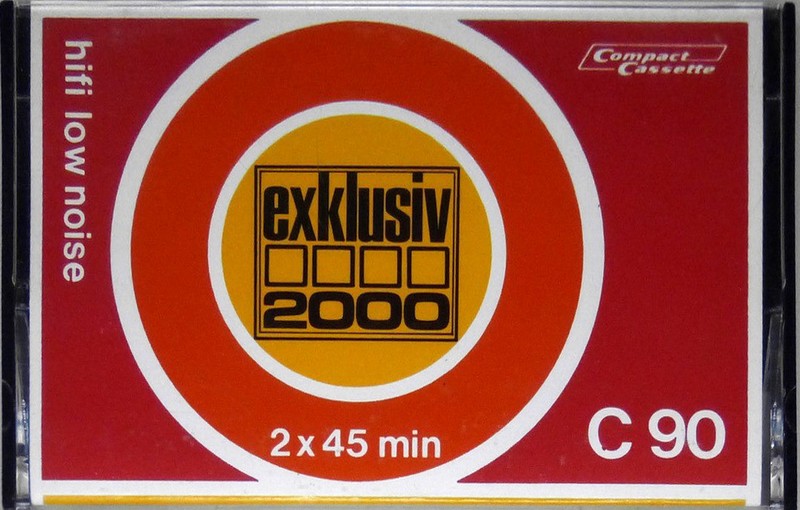 hifi low noise
Compact
Cassette
exklusiv
2000
2 x 45 min
C 90